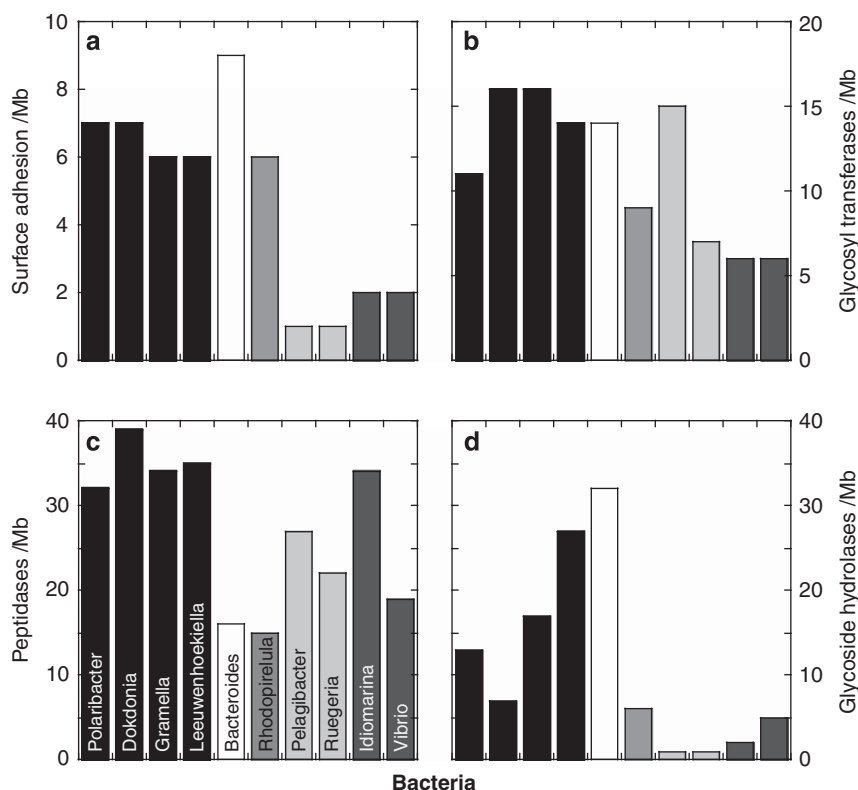 a
Surface adhesion /Mb
10
8
6
4
2
0
b
Glycosyl transferases /Mb
20
15
10
5
0
c
Peptidases /Mb
40
30
20
10
0
Polaribacter
Dokdonia
Gramella
Leeuwenhoekiella
Bacteroides
Rhodopirelula
Pelagibacter
Ruegeria
Idiomarina
Vibrio
d
Glycoside hydrolases /Mb
40
30
20
10
0
Bacteria